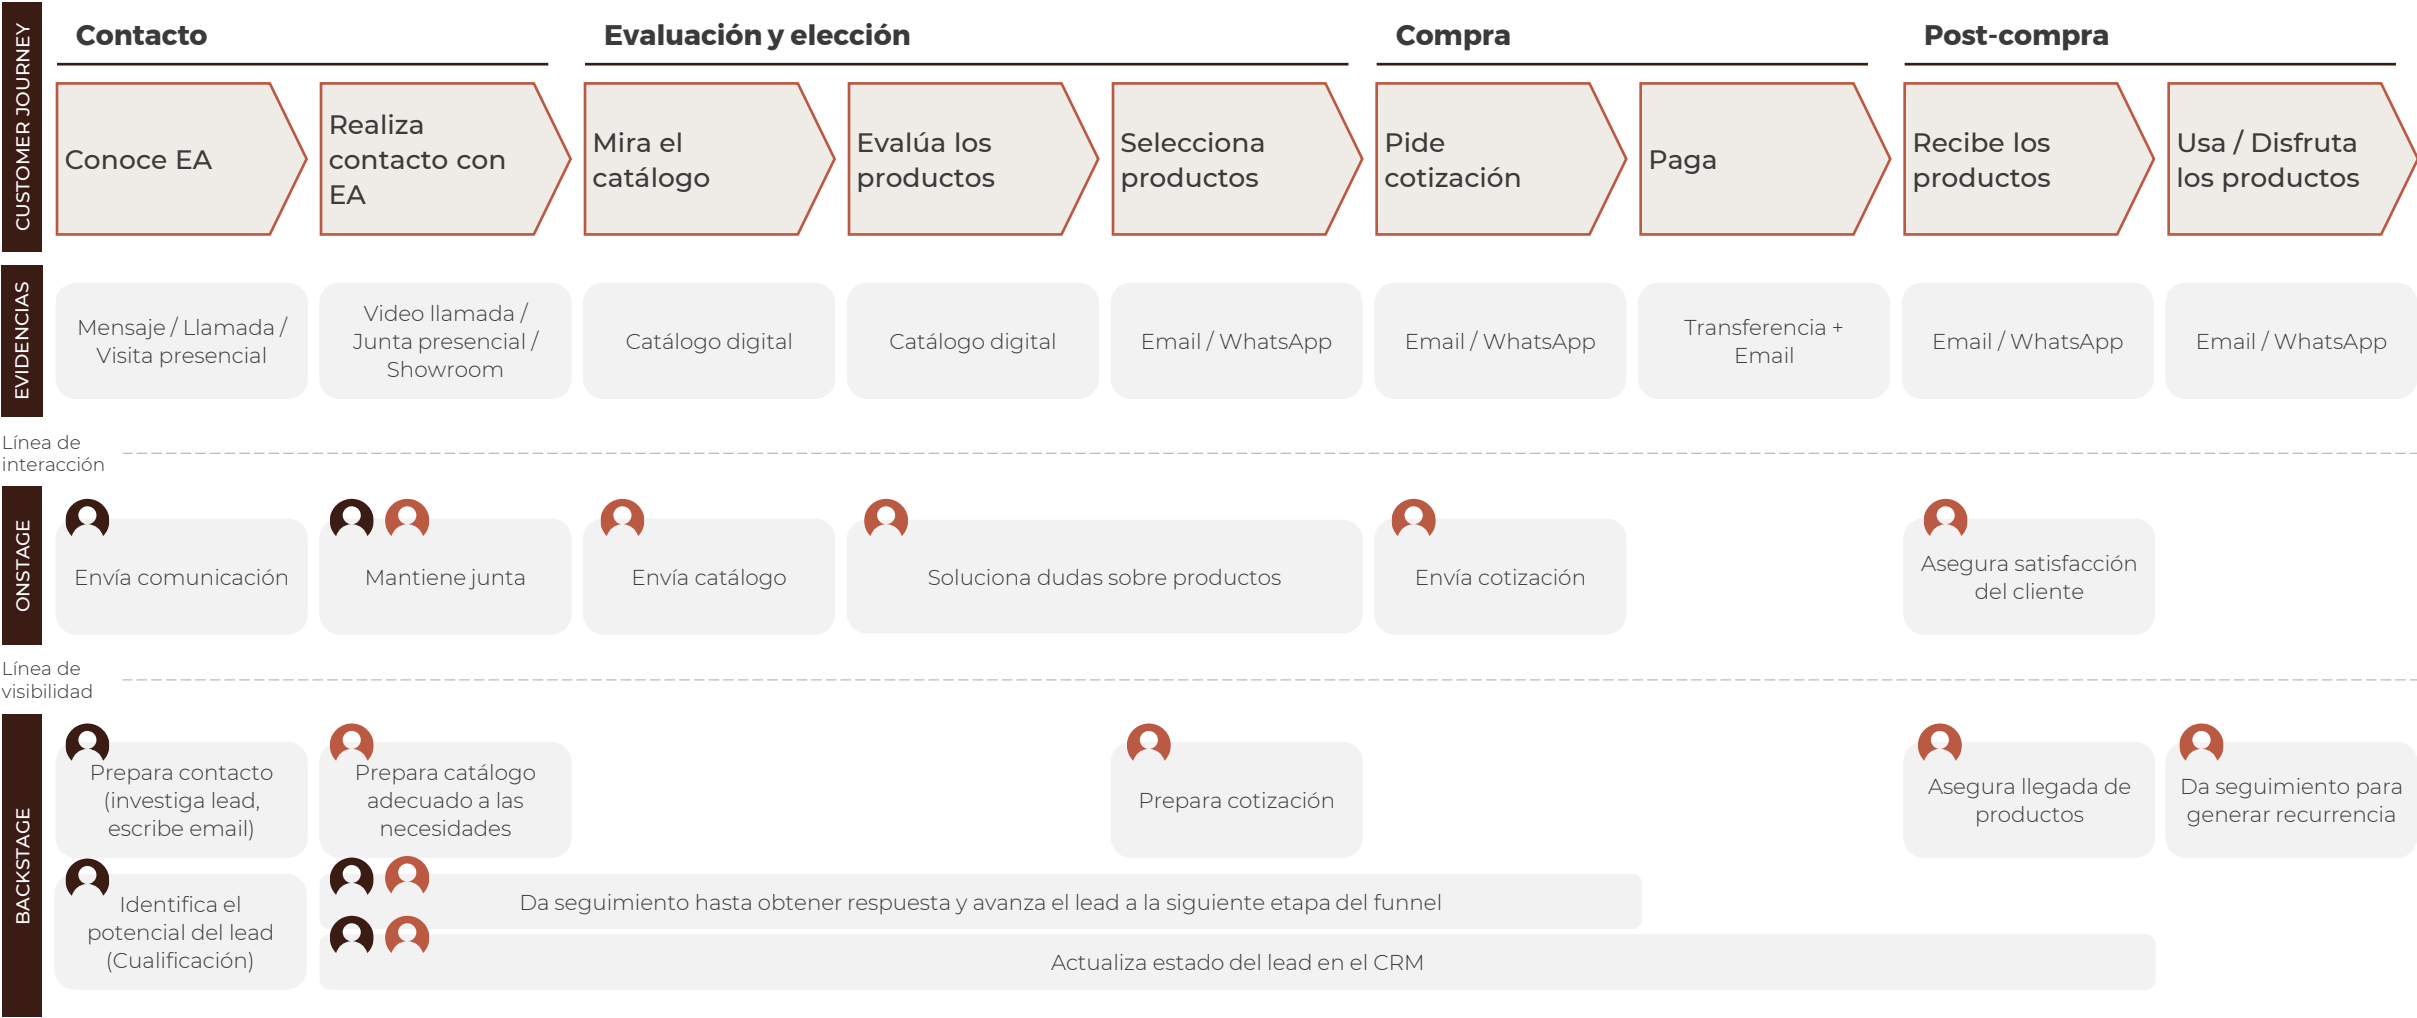 CUSTOMER JOURNEY
Contacto
Evaluación y elección
Compra
Post-compra
Conoce EA
Realiza
contacto con
EA
Mira el
catálogo
Evalúa los
productos
Selecciona
productos
Pide
cotización
Paga
Recibe los
productos
Usa / Disfruta
los productos
EVIDENCIAS
Mensaje / Llamada /
Visita presencial
Video llamada /
Junta presencial /
Showroom
Catálogo digital
Catálogo digital
Email / WhatsApp
Email / WhatsApp
Transferencia +
Email
Email / WhatsApp
Email / WhatsApp
Línea de
interacción
ONSTAGE
Envía comunicación
Mantiene junta
Envía catálogo
Soluciona dudas sobre productos
Envía cotización
Asegura satisfacción
del cliente
Línea de
visibilidad
BACKSTAGE
Prepara contacto
(investiga lead,
escribe email)
Prepara catálogo
adecuado a las
necesidades
Prepara cotización
Asegura llegada de
productos
Da seguimiento para
generar recurrencia
Identifica el
potencial del lead
(Cualificación)
Da seguimiento hasta obtener respuesta y avanza el lead a la siguiente etapa del funnel
Actualiza estado del lead en el CRM